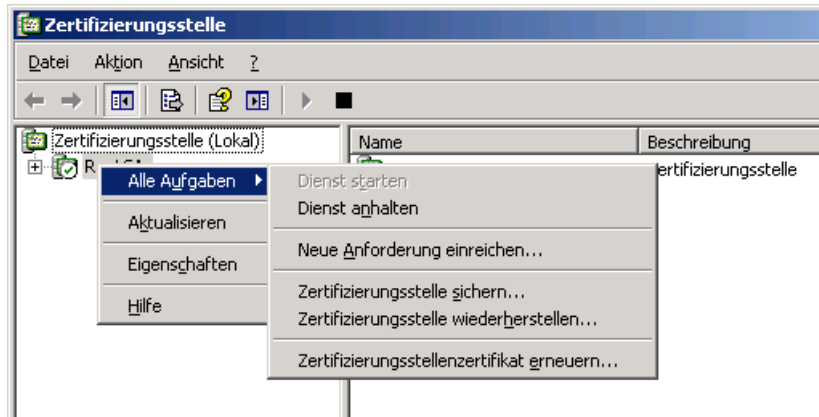 Zertifizierungsstelle
Datei Aktion Ansicht ?
Zertifizierungsstelle (Lokal)
Name Beschreibung
Alle Aufgaben
Aktualisieren
Eigenschaften
Hilfe
Dienst starten
Dienst anhalten
Neue Anforderung einreichen...
Zertifizierungsstelle sichern...
Zertifizierungsstelle wiederherstellen...
Zertifizierungsstellenzertifikat erneuern...
ertifizierungsstelle